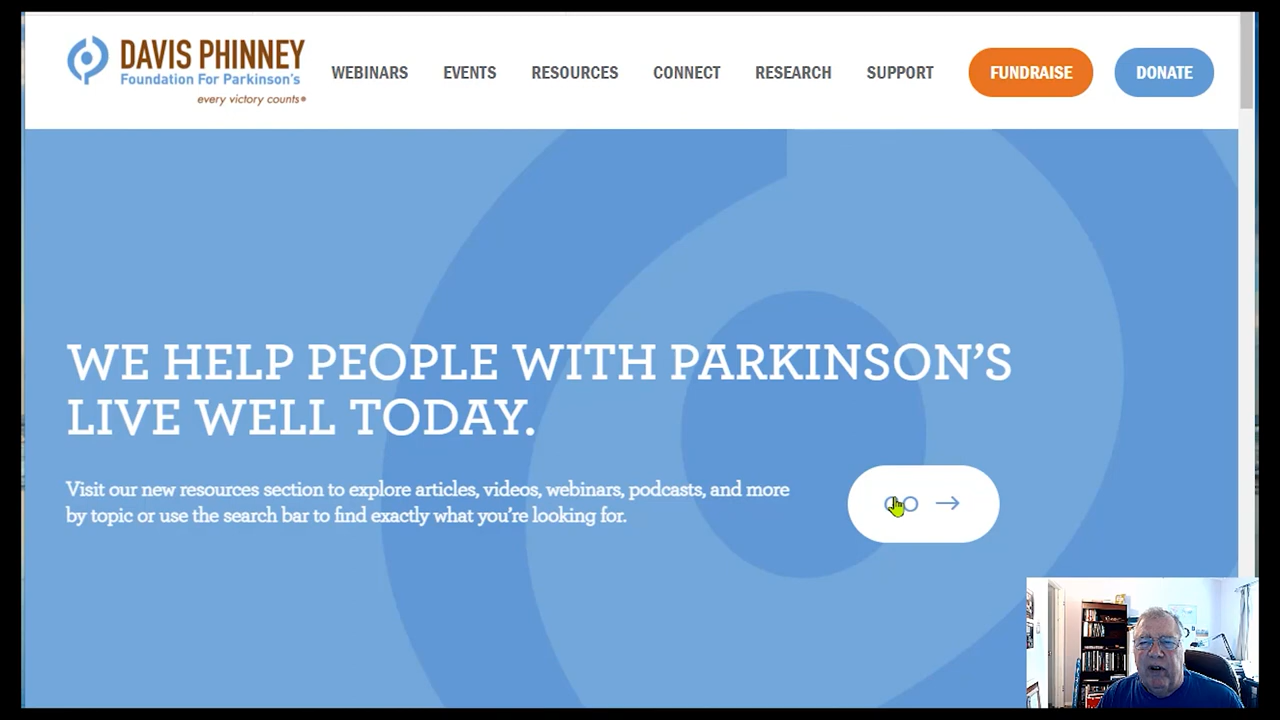 DAVIS PHINNEY
Foundation For Parkinson's
every victory counts®
WEBINARS
EVENTS
RESOURCES
CONNECT
RESEARCH
SUPPORT
FUNDRAISE
DONATE
WE HELP PEOPLE WITH PARKINSON’S
LIVE WELL TODAY.
Visit our new resources section to explore articles, videos, webinars, podcasts, and more
by topic or use the search bar to find exactly what you’re looking for.
GO →